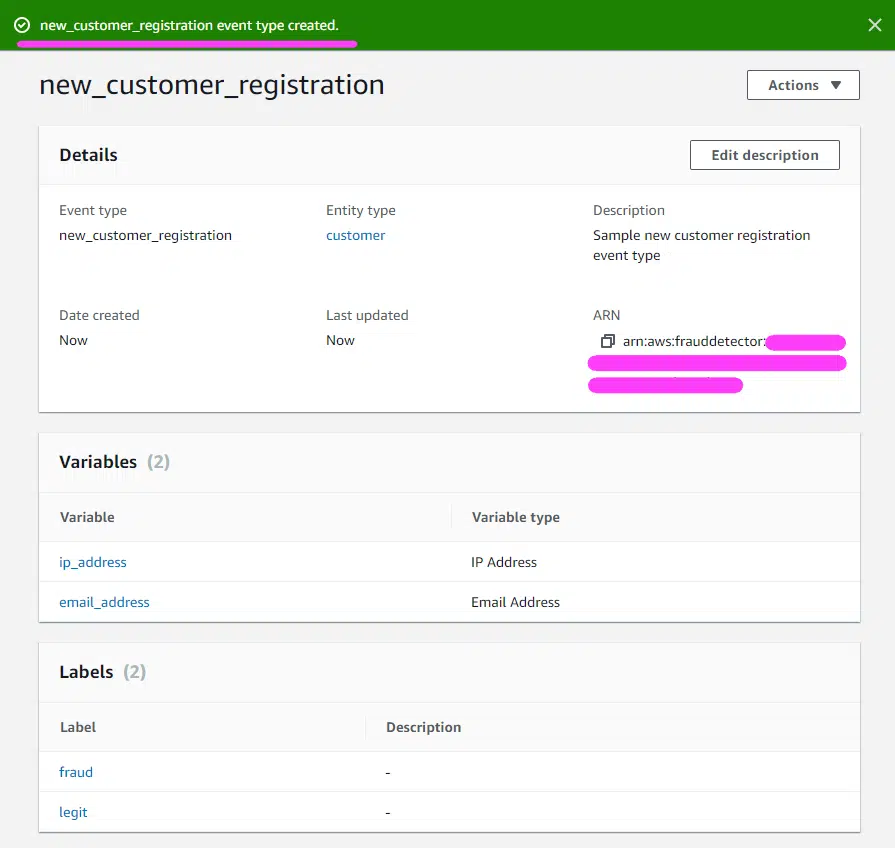 new_customer_registration event type created.
new_customer_registration
Actions
Details
Edit description
Event type
Entity type
Description
new_customer_registration
customer
Sample new customer registration
event type
Date created
Last updated
ARN
Now
Now
arn:aws:frauddetector:
Variables (2)
Variable
Variable type
ip_address
IP Address
email_address
Email Address
Labels (2)
Label
Description
fraud
-
legit
-